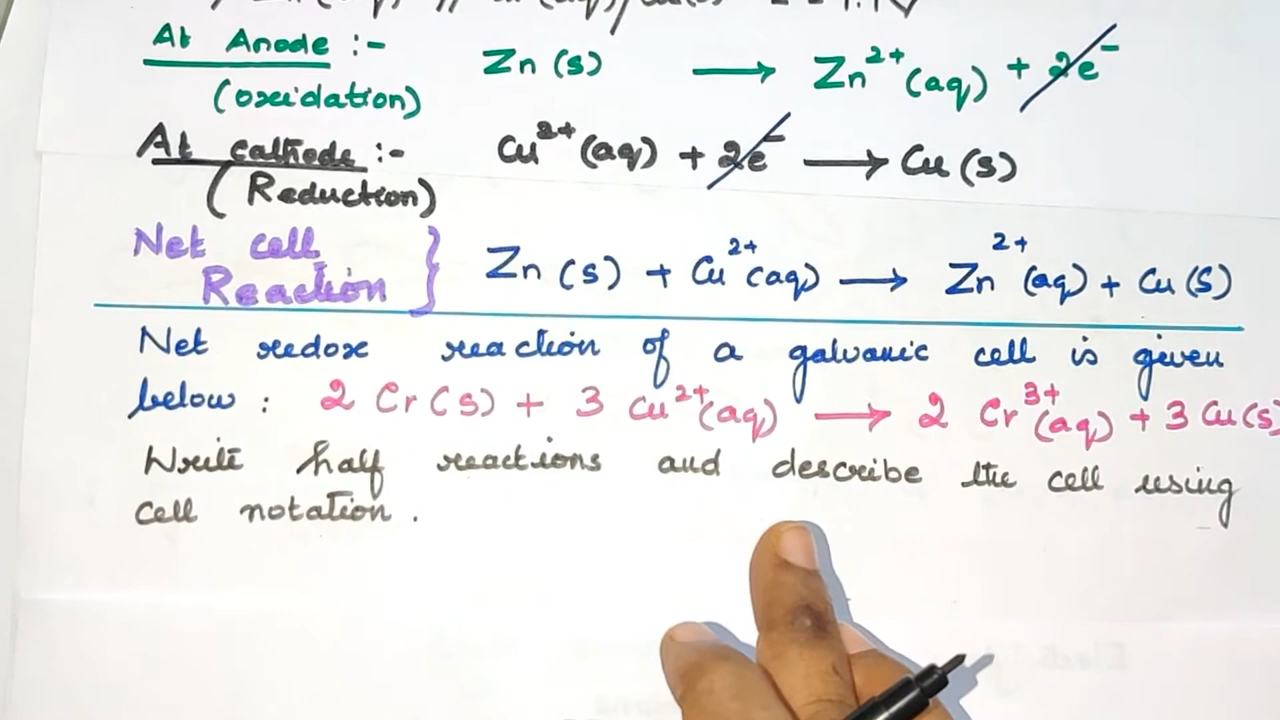 At Anode :- Zn (s) ⟶ Zn²⁺ (aq) + 2e⁻
(oxidation)
At cathode :- Cu²⁺ (aq) + 2e⁻ ⟶ Cu (s)
(Reduction)
Net cell
Reaction } Zn (s) + Cu²⁺ (aq) ⟶ Zn²⁺ (aq) + Cu (s)
Net redox reaction of a galvanic cell is given
below : 2 Cr (s) + 3 Cu²⁺ (aq) ⟶ 2 Cr³⁺ (aq) + 3 Cu (s)
Write half reactions and describe the cell using
cell notation .